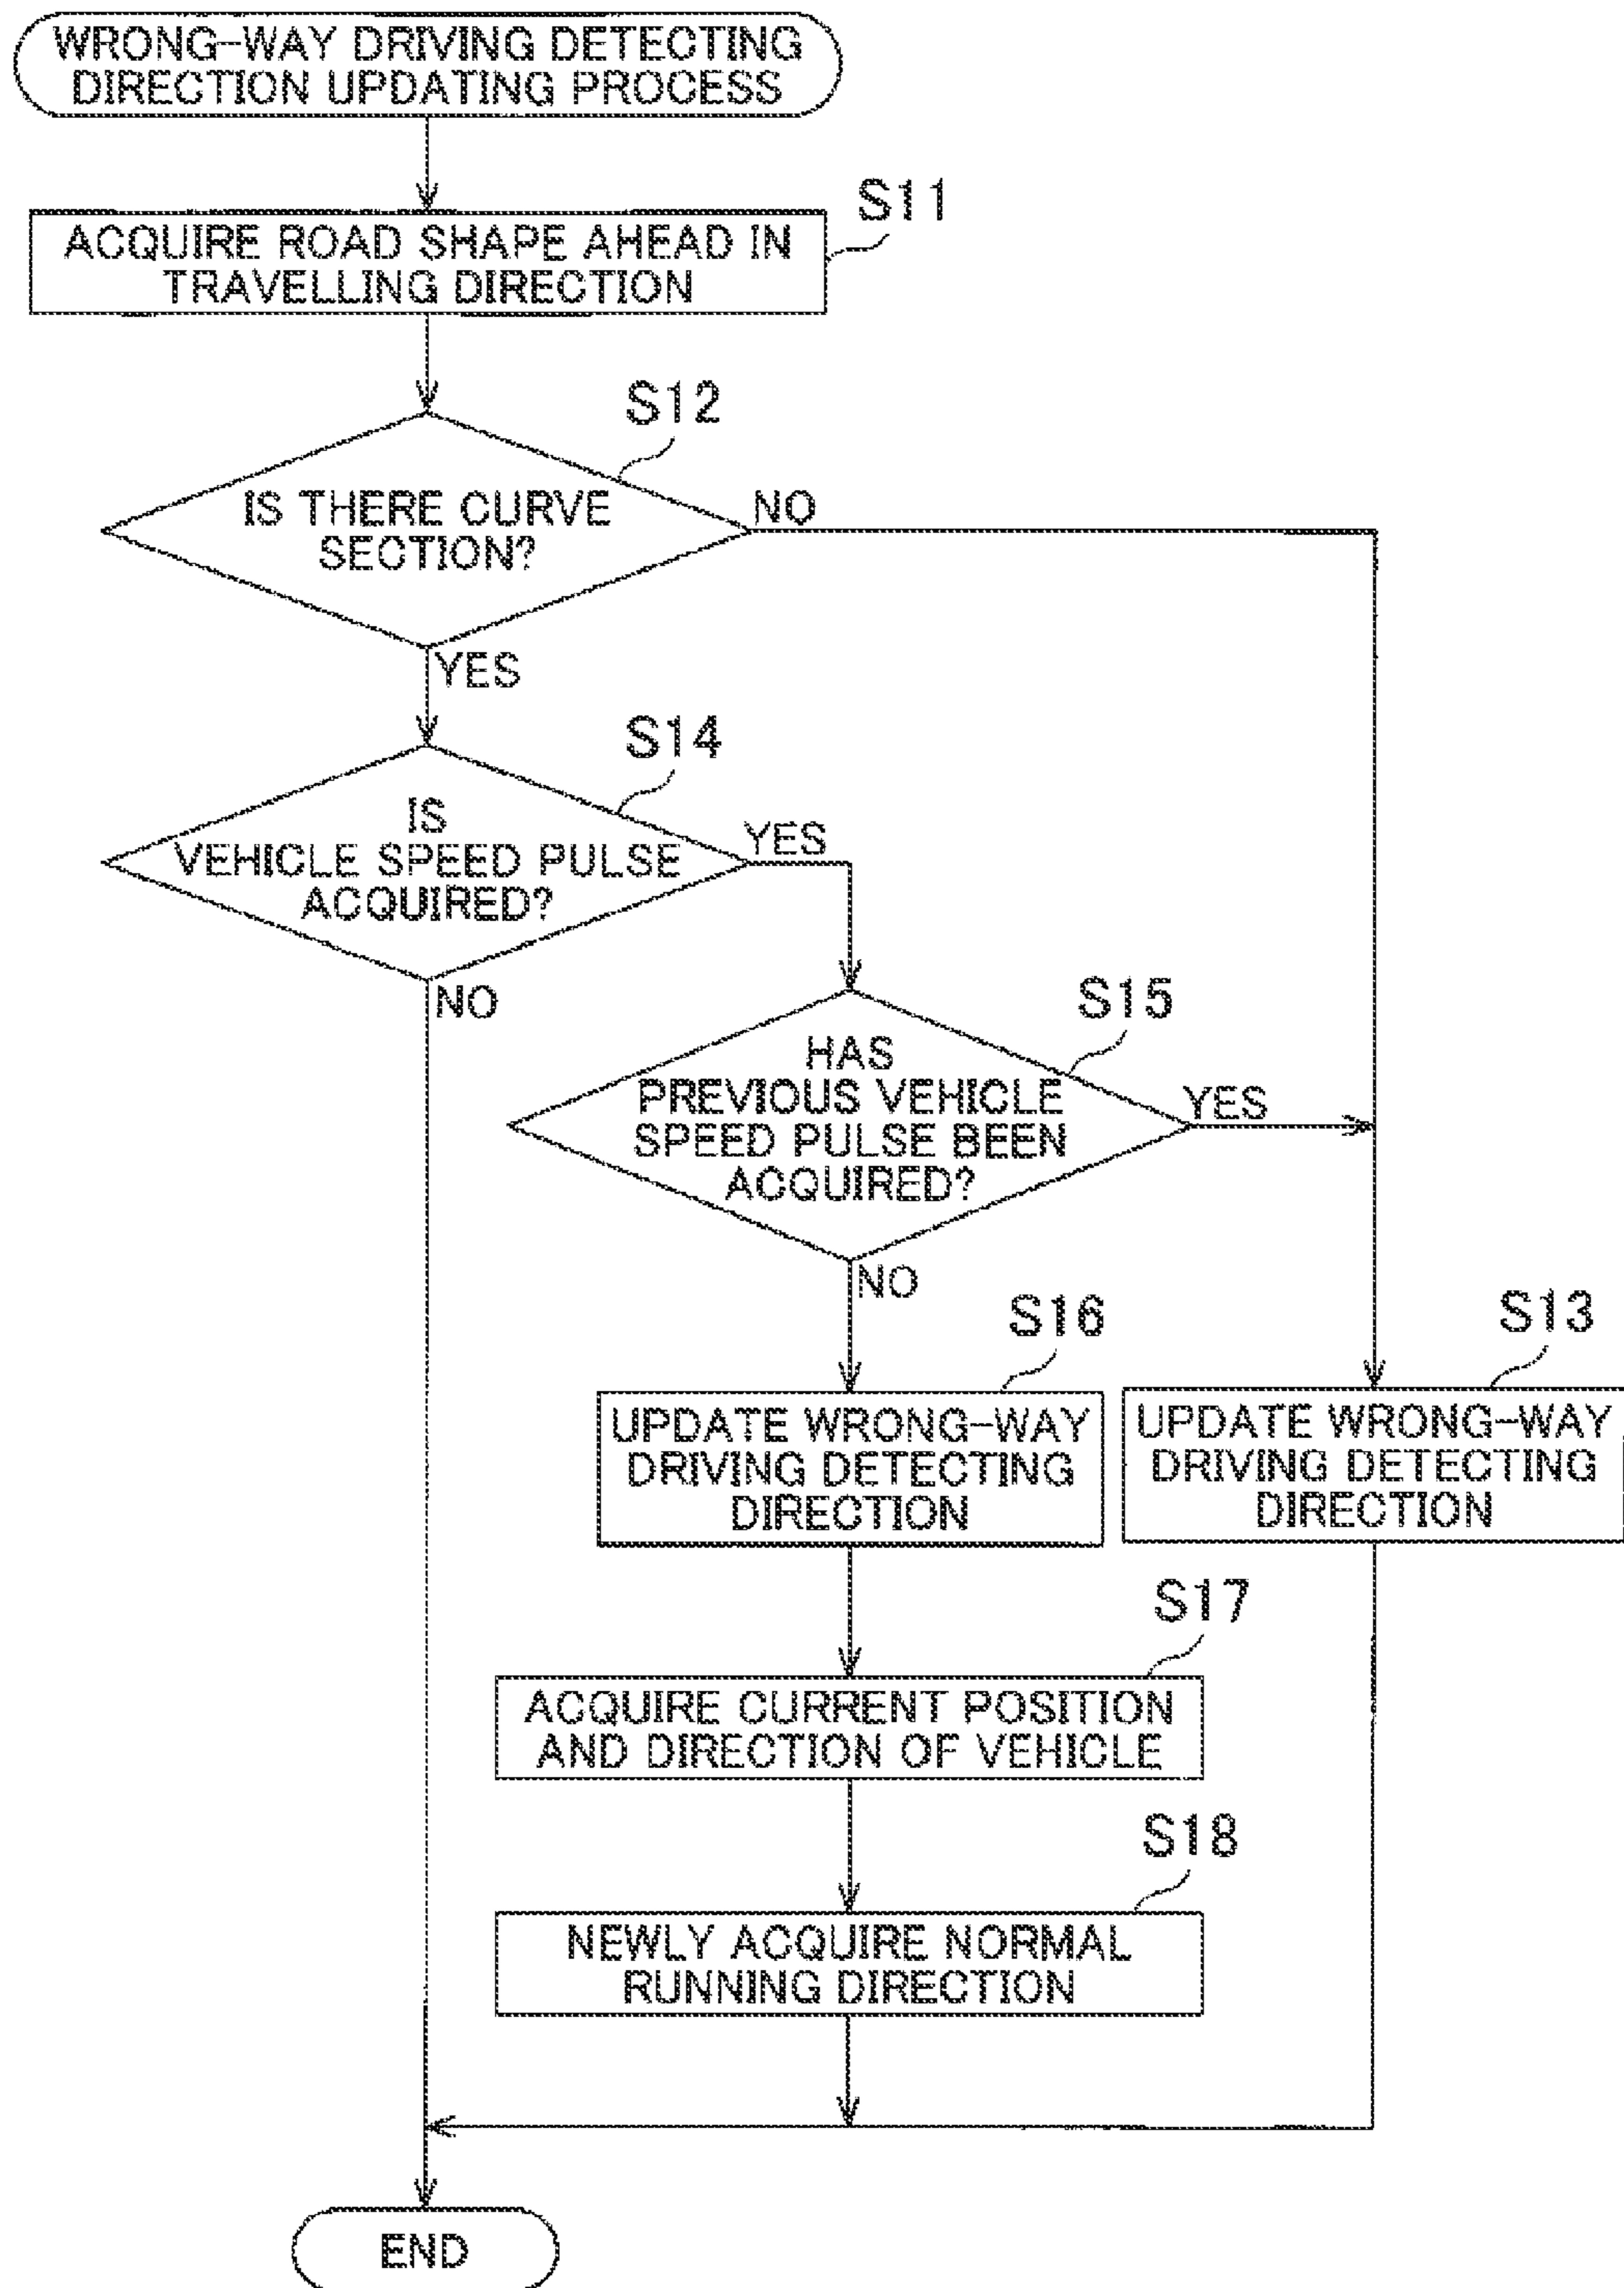 WRONG-WAY DRIVING DETECTING
DIRECTION UPDATING PROCESS
S11
ACQUIRE ROAD SHAPE AHEAD IN
TRAVELLING DIRECTION
S12
IS THERE CURVE
SECTION?
NO
YES
S14
IS
VEHICLE SPEED PULSE
ACQUIRED?
YES
NO
S15
HAS
PREVIOUS VEHICLE
SPEED PULSE BEEN
ACQUIRED?
YES
NO
S16
UPDATE WRONG-WAY
DRIVING DETECTING
DIRECTION
S13
UPDATE WRONG-WAY
DRIVING DETECTING
DIRECTION
S17
ACQUIRE CURRENT POSITION
AND DIRECTION OF VEHICLE
S18
NEWLY ACQUIRE NORMAL
RUNNING DIRECTION
END